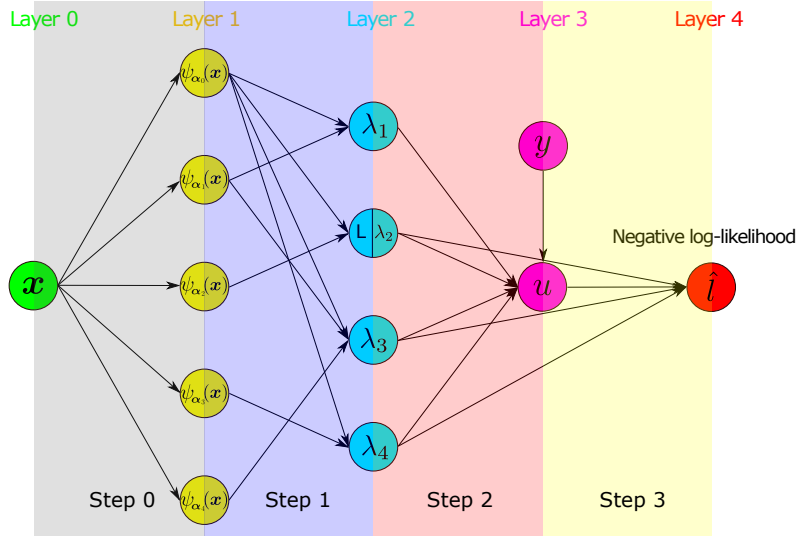 Layer 0
Layer 1
Layer 2
Layer 3
Layer 4
ψα₀(x)
λ₁
y
ψα₁(x)
L λ₂
Negative log-likelihood
x
ψα₂(x)
u
l̂
λ₃
ψα₃(x)
λ₄
ψα₄(x)
Step 0
Step 1
Step 2
Step 3